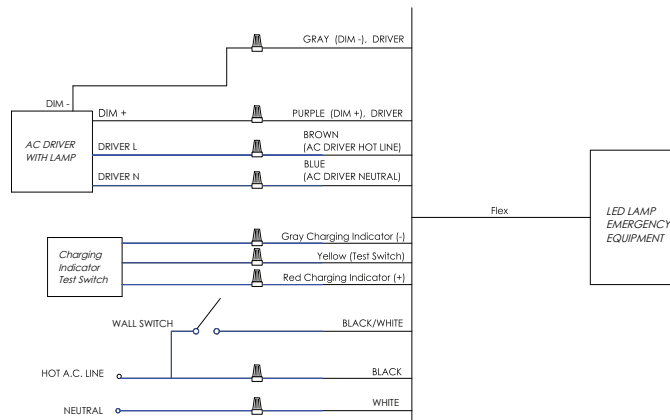 GRAY (DIM -), DRIVER
DIM -
DIM +
PURPLE (DIM +), DRIVER
AC DRIVER
WITH LAMP
DRIVER L
BROWN
(AC DRIVER HOT LINE)
DRIVER N
BLUE
(AC DRIVER NEUTRAL)
Flex
LED LAMP
EMERGENCY
EQUIPMENT
Charging
Indicator
Test Switch
Gray Charging Indicator (-)
Yellow (Test Switch)
Red Charging Indicator (+)
WALL SWITCH
BLACK/WHITE
HOT A.C. LINE
BLACK
NEUTRAL
WHITE